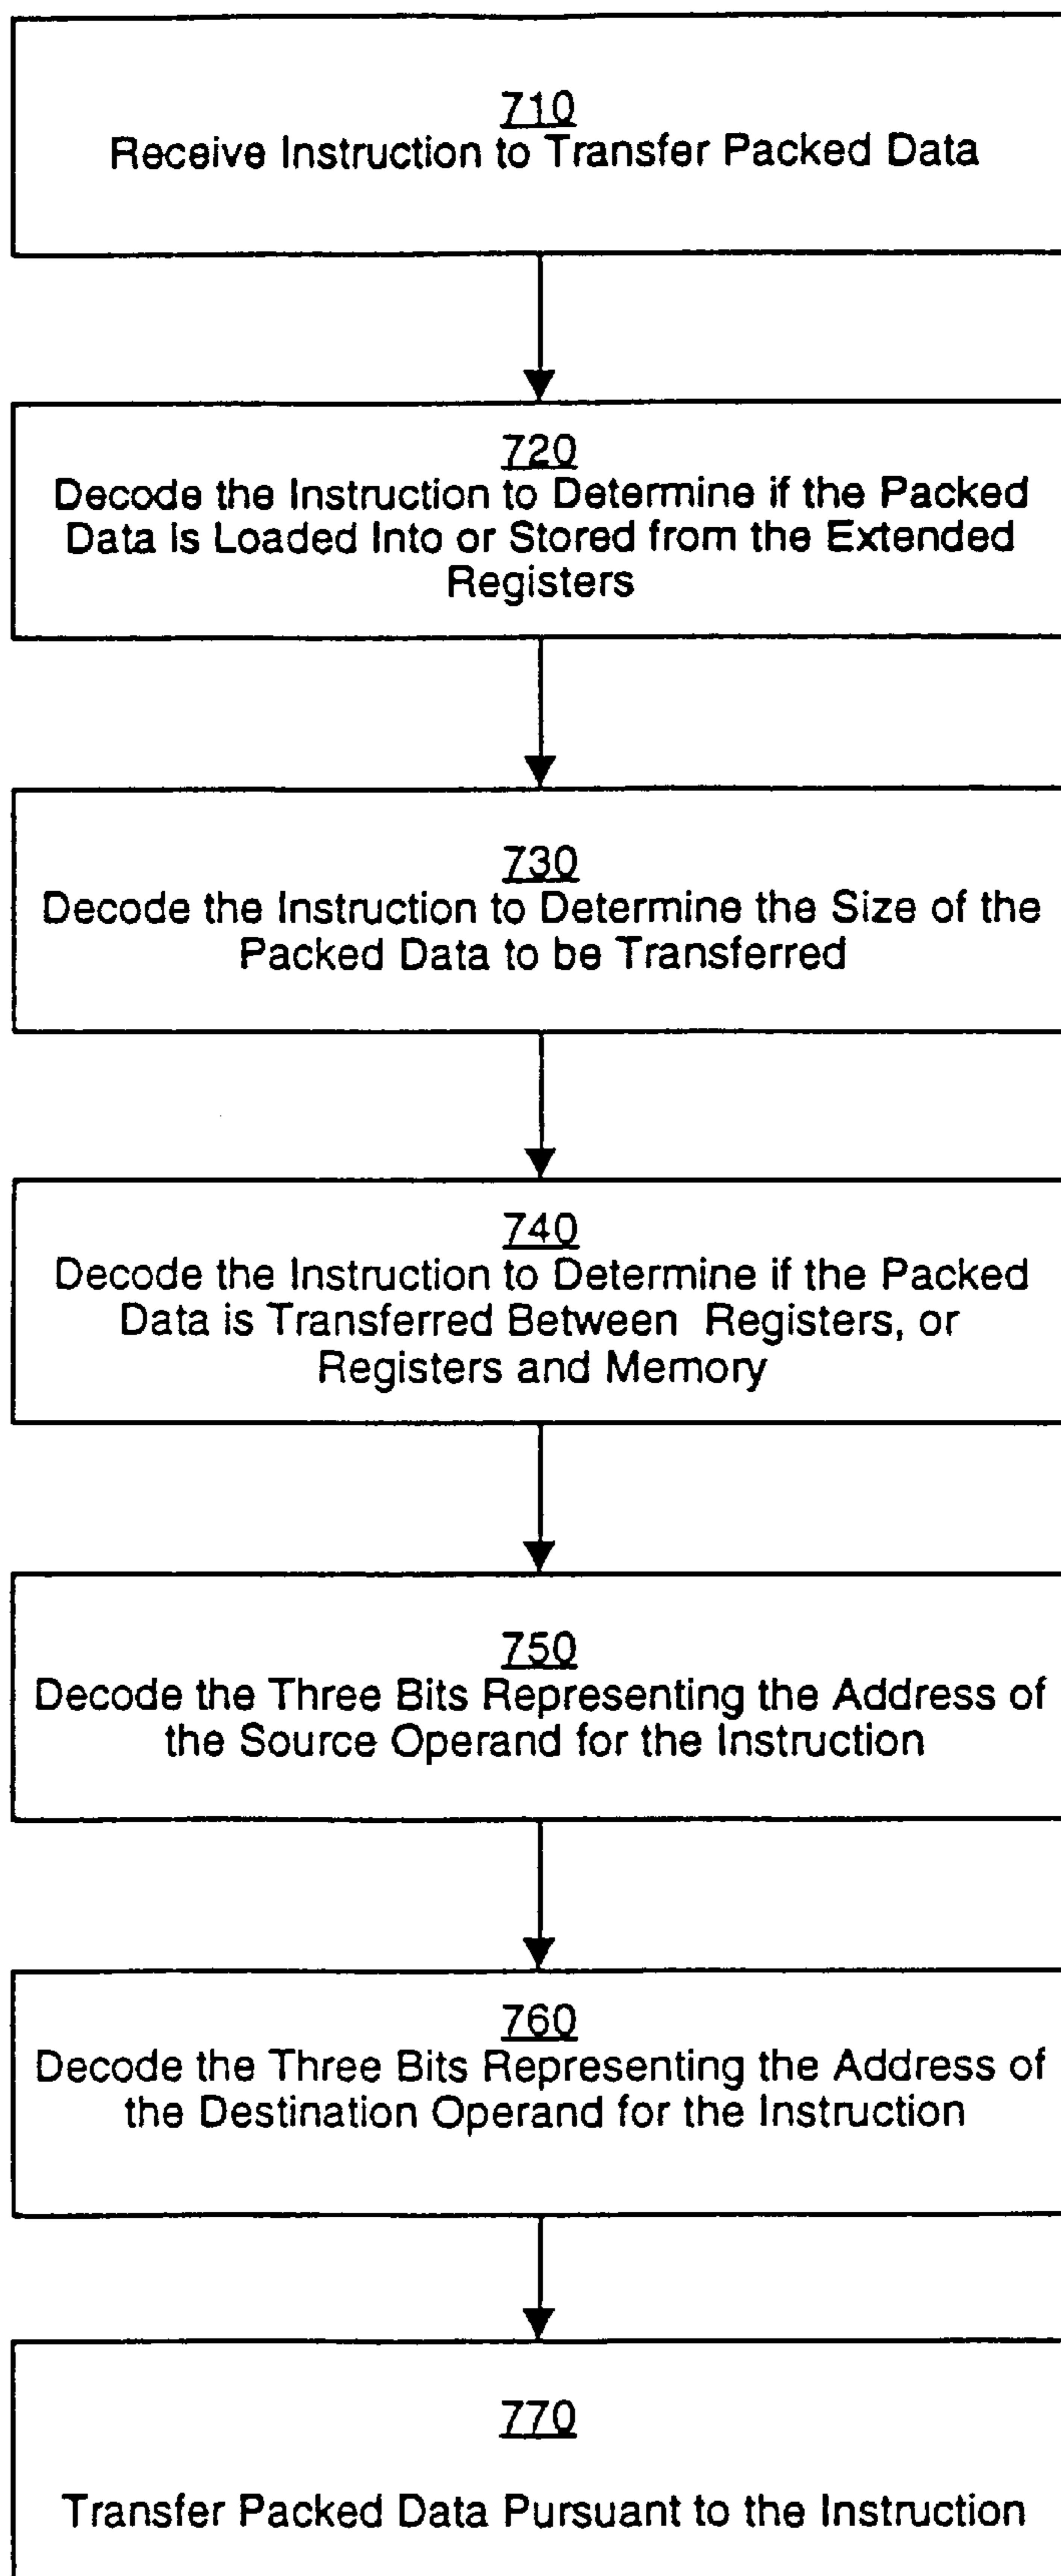 710
Receive Instruction to Transfer Packed Data
720
Decode the Instruction to Determine if the Packed
Data is Loaded Into or Stored from the Extended
Registers
730
Decode the Instruction to Determine the Size of the
Packed Data to be Transferred
740
Decode the Instruction to Determine if the Packed
Data is Transferred Between Registers, or
Registers and Memory
750
Decode the Three Bits Representing the Address of
the Source Operand for the Instruction
760
Decode the Three Bits Representing the Address of
the Destination Operand for the Instruction
770
Transfer Packed Data Pursuant to the Instruction